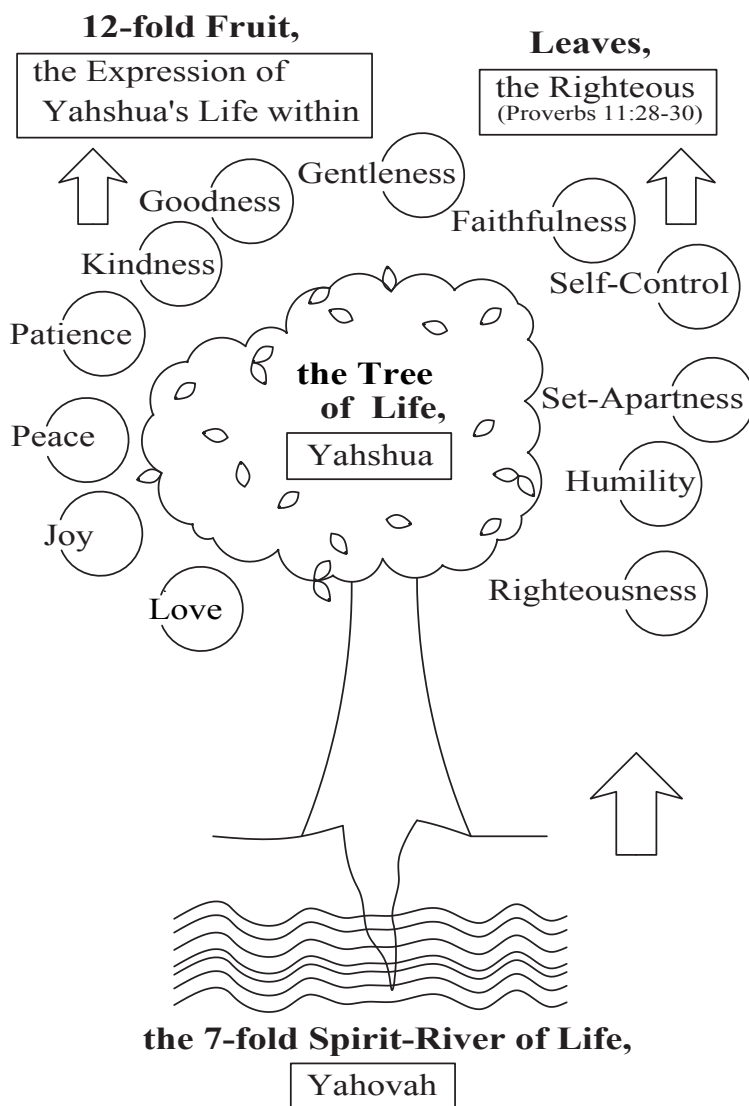 12-fold Fruit,
the Expression of
Yahshua's Life within
Leaves,
the Righteous
(Proverbs 11:28-30)
Gentleness
Goodness
Faithfulness
Kindness
Self-Control
Patience
the Tree
of Life,
Yahshua
Set-Apartness
Peace
Humility
Joy
Righteousness
Love
the 7-fold Spirit-River of Life,
Yahovah